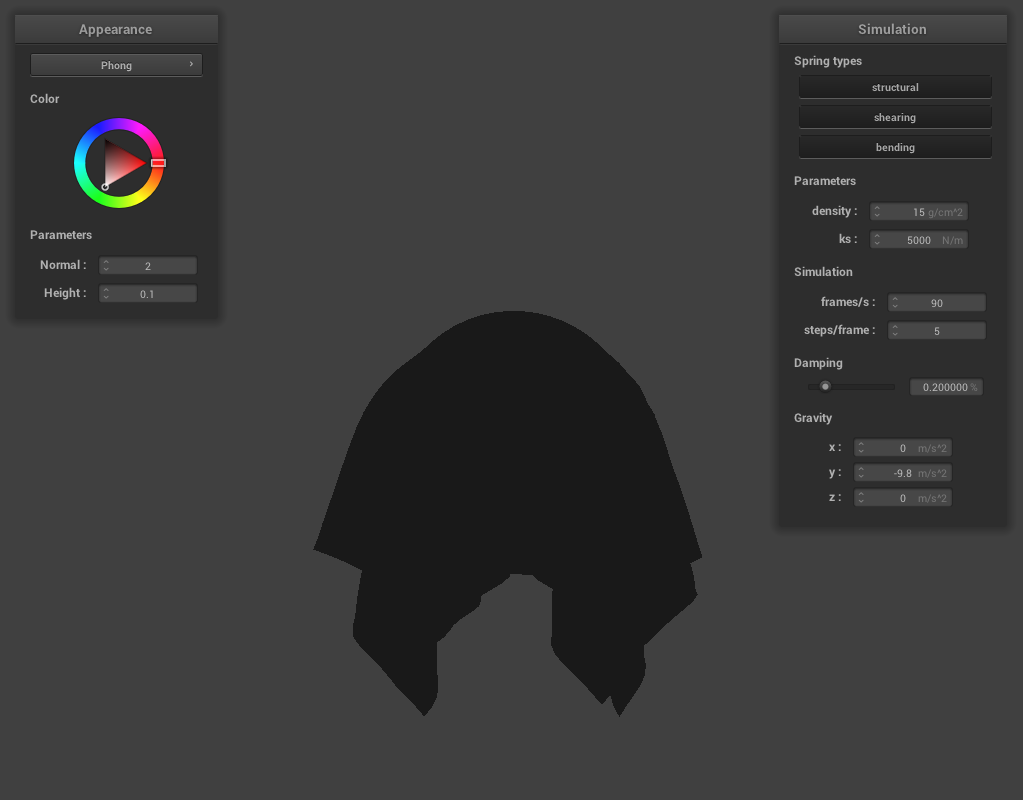 Appearance
Phong
Color
Parameters
Normal : 2
Height : 0.1
Simulation
Spring types
structural
shearing
bending
Parameters
density : 15 g/cm^2
ks : 5000 N/m
Simulation
frames/s : 90
steps/frame : 5
Damping
0.200000 %
Gravity
x : 0 m/s^2
y : -9.8 m/s^2
z : 0 m/s^2